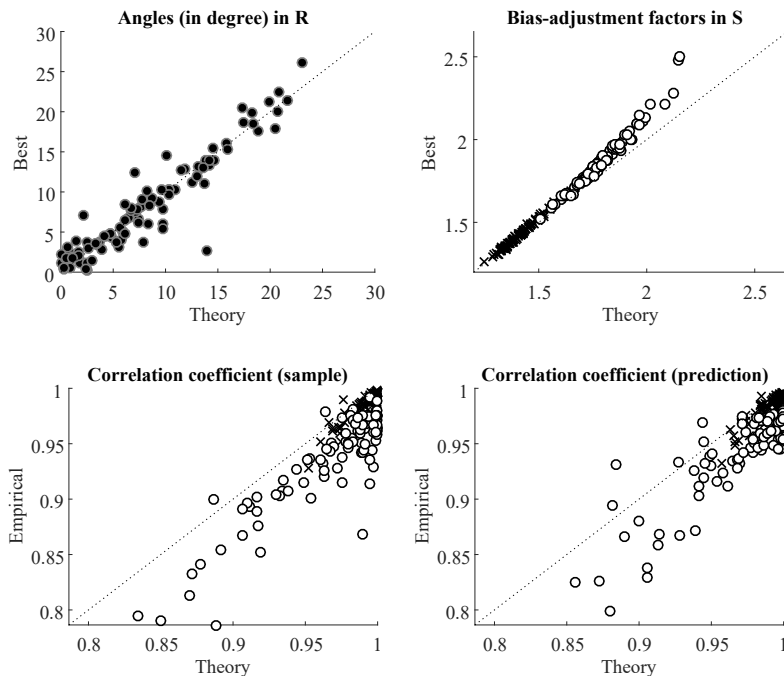 Angles (in degree) in R
30
25
20
15
10
5
0
0 5 10 15 20 25 30
Best
Theory
Bias-adjustment factors in S
2.5
2
1.5
1.5 2 2.5
Best
Theory
Correlation coefficient (sample)
1
0.95
0.9
0.85
0.8
0.8 0.85 0.9 0.95 1
Empirical
Theory
Correlation coefficient (prediction)
1
0.95
0.9
0.85
0.8
0.8 0.85 0.9 0.95 1
Empirical
Theory